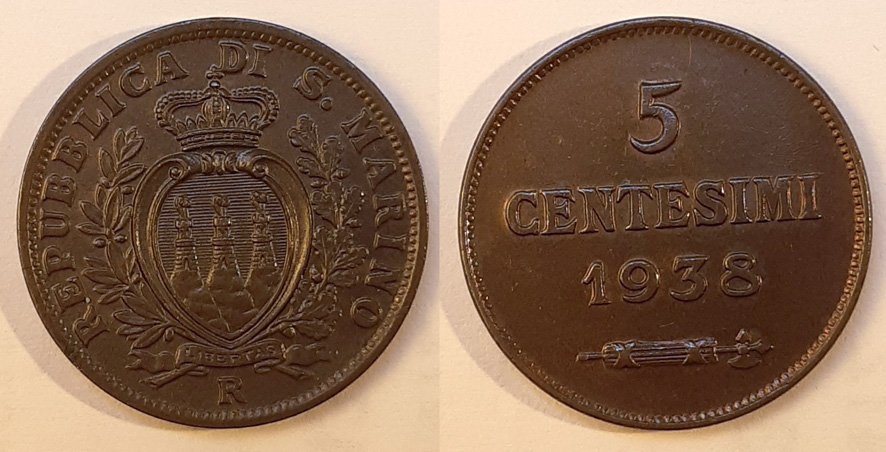 REPUBBLICA DI S. MARINO
LIBERTAS
R
5
CENTESIMI
1938